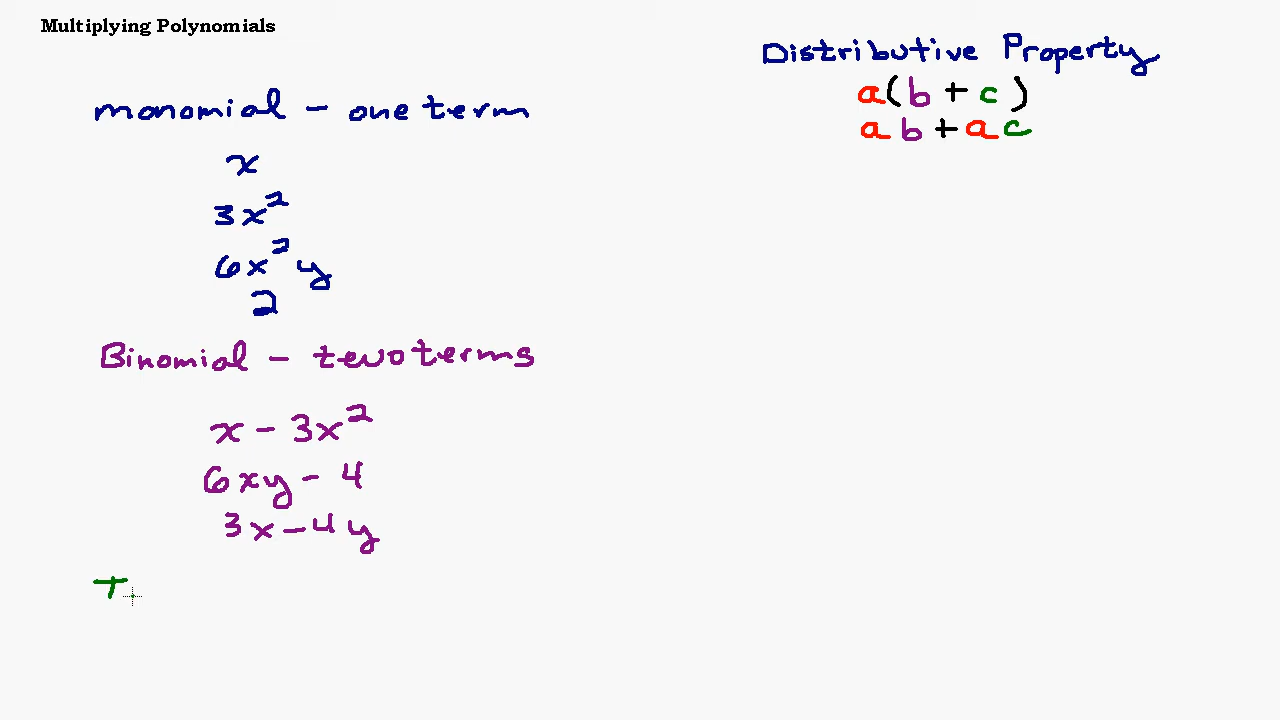 Multiplying Polynomials
monomial - one term
x
3x²
6x²y
2
Binomial - two terms
x - 3x²
6xy - 4
3x - 4y
T
Distributive Property
a(b + c)
ab + ac